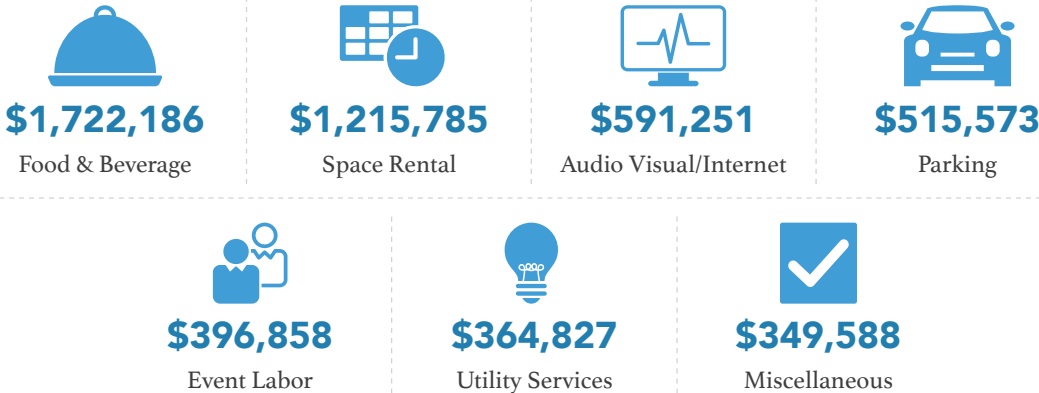 $1,722,186
Food & Beverage
$1,215,785
Space Rental
$591,251
Audio Visual/Internet
$515,573
Parking
$396,858
Event Labor
$364,827
Utility Services
$349,588
Miscellaneous